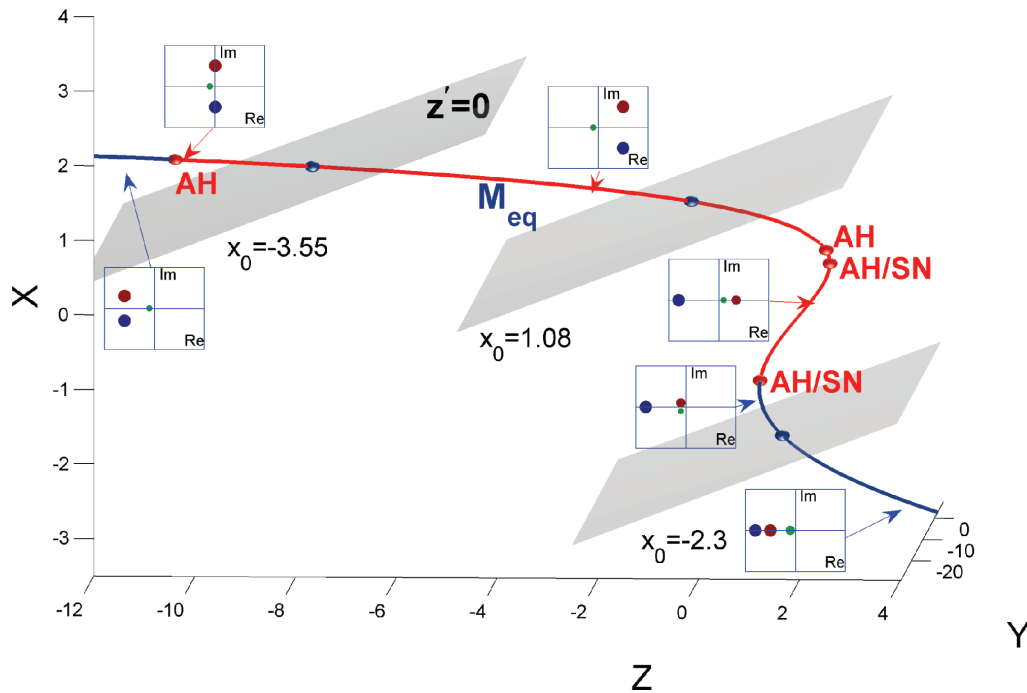 4
3
2
1
0
-1
-2
-3
X
Im
Re
z'=0
Im
Re
AH
M_eq
x_0=-3.55
AH
AH/SN
Im
Re
Im
Re
x_0=1.08
AH/SN
Im
Re
Im
Re
x_0=-2.3
0
-10
-20
-12
-10
-8
-6
-4
-2
0
2
4
Y
Z